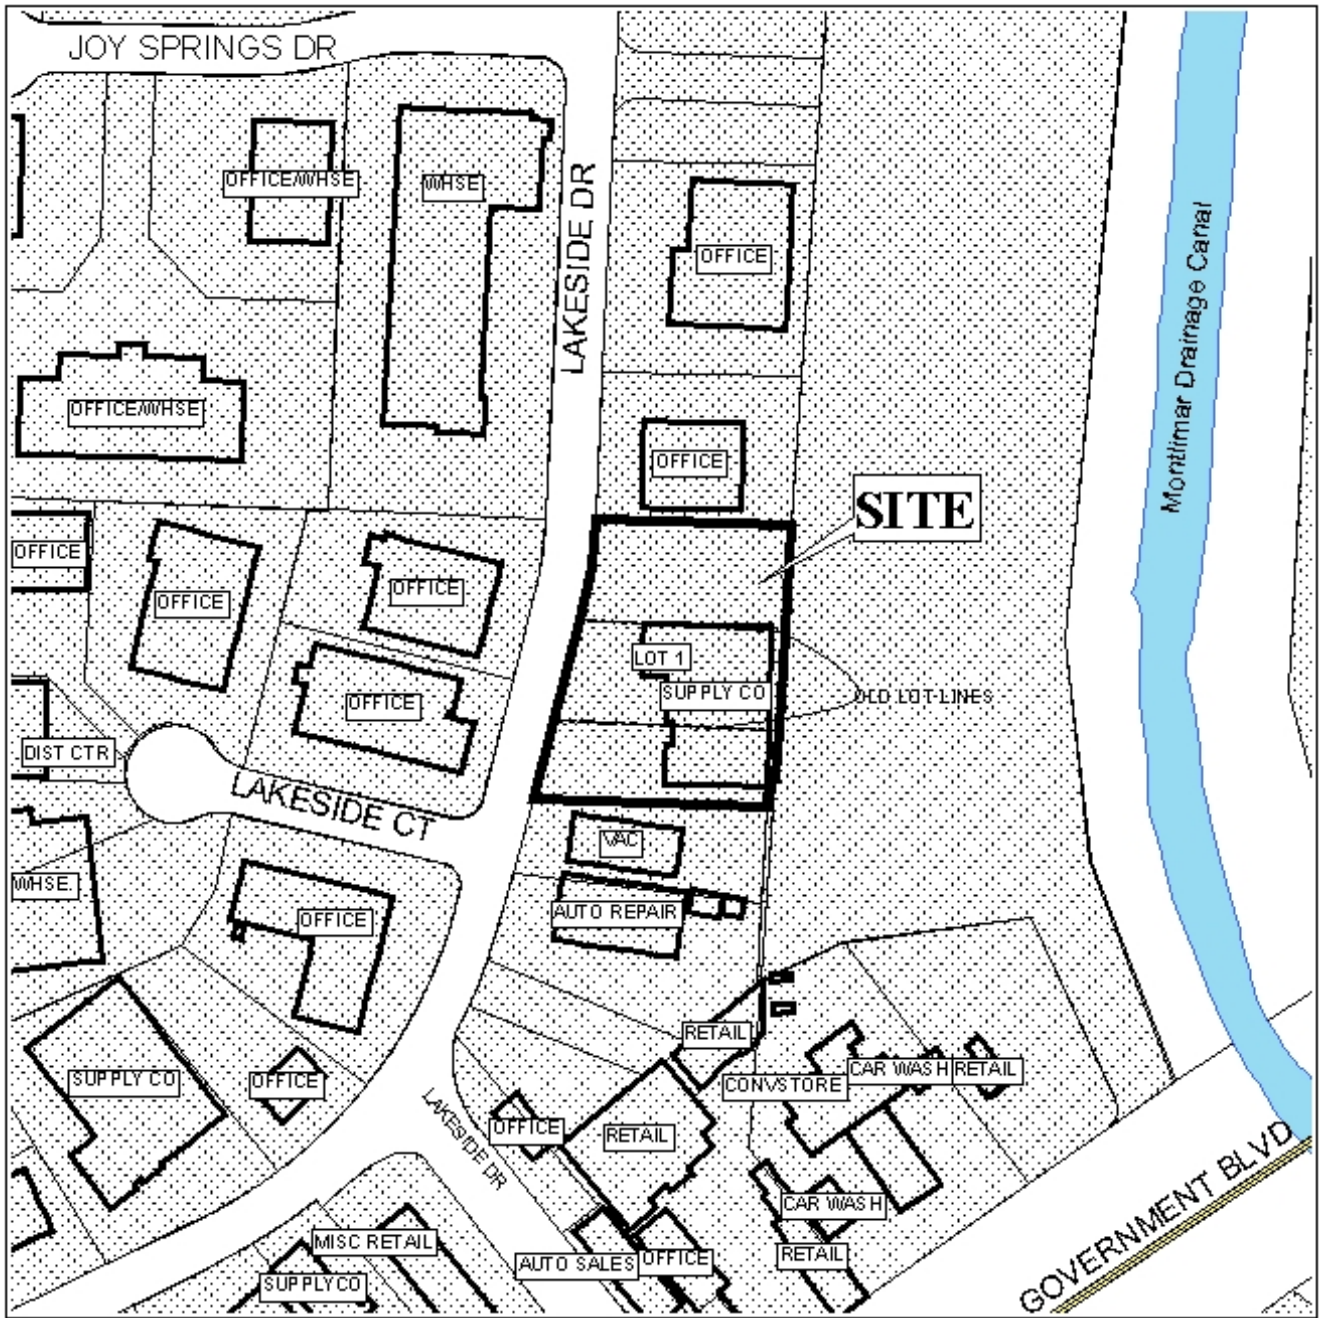 JOY SPRINGS DR
OFFICE/WHSE
WHSE
LAKESIDE DR
OFFICE
Montlimar Drainage Canal
OFFICE/WHSE
OFFICE
SITE
OFFICE
OFFICE
OFFICE
LOT 1
SUPPLY CO
OLD LOT LINES
OFFICE
DIST CTR
LAKESIDE CT
VAC
WHSE.
OFFICE
AUTO REPAIR
RETAIL
SUPPLY CO
OFFICE
CONVSTORE
CAR WASH
RETAIL
LAKESIDE DR
OFFICE
RETAIL
CAR WASH
GOVERNMENT BLVD
MISC RETAIL
AUTO SALES
OFFICE
RETAIL
SUPPLY CO